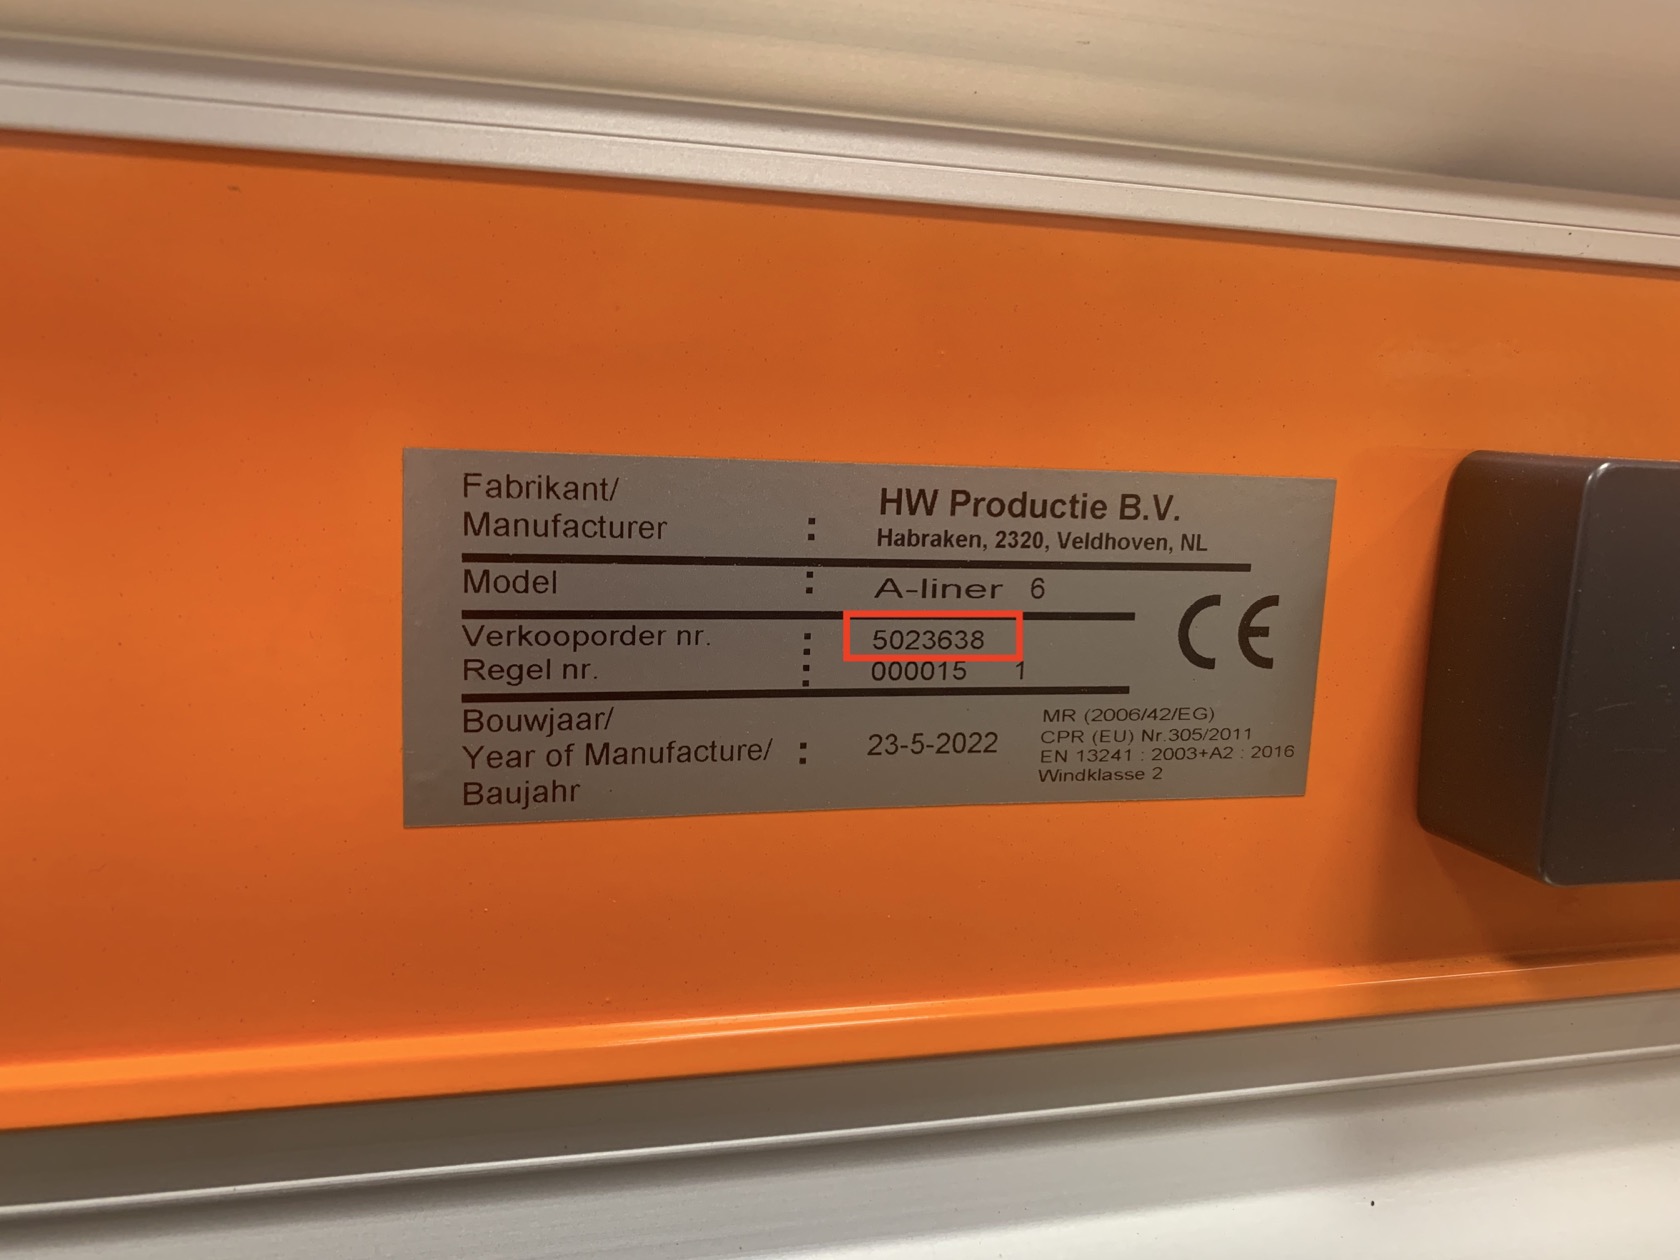 Fabrikant/
Manufacturer : HW Productie B.V.
Habraken, 2320, Veldhoven, NL
Model : A-liner 6
Verkooporder nr. : 5023638
Regel nr. : 000015 1
CE
Bouwjaar/
Year of Manufacture/ : 23-5-2022
Baujahr
MR (2006/42/EG)
CPR (EU) Nr.305/2011
EN 13241 : 2003+A2 : 2016
Windklasse 2